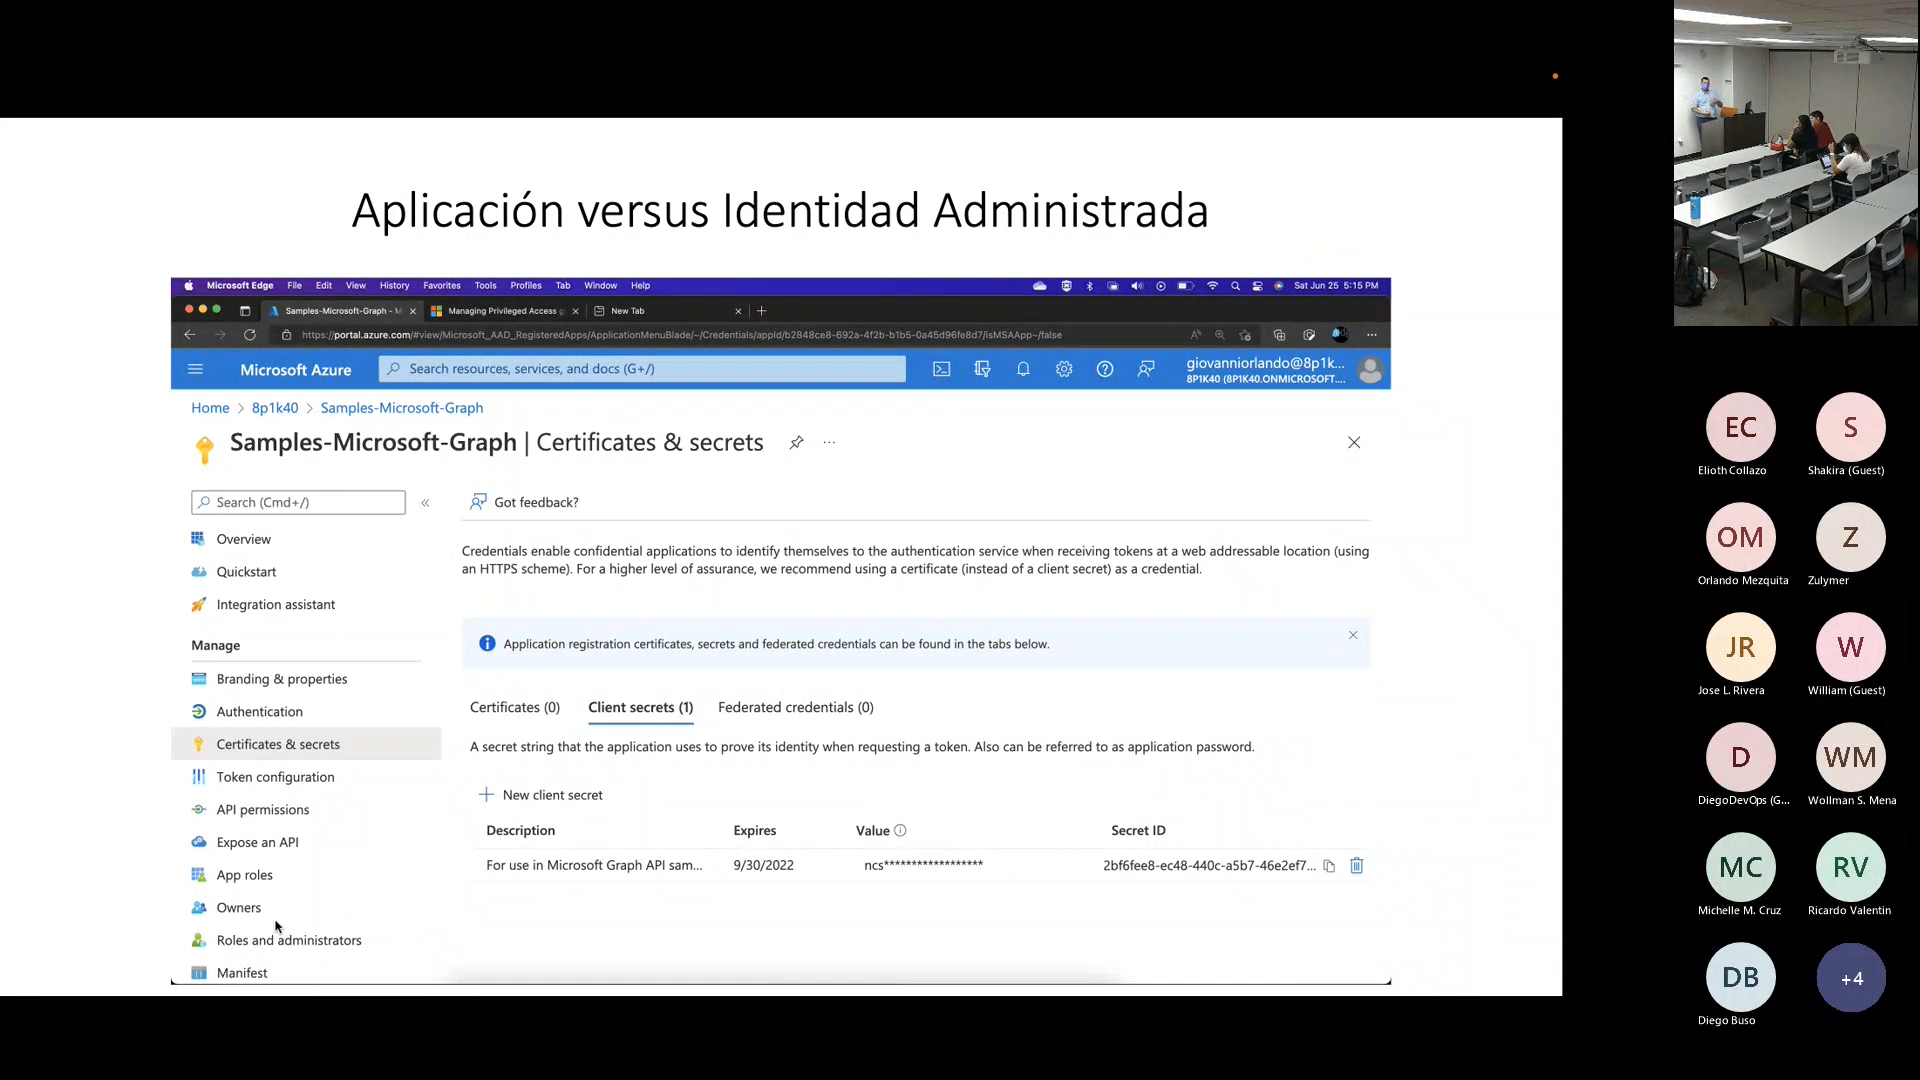 Aplicación versus Identidad Administrada
Microsoft Edge File Edit View History Favorites Tools Profiles Tab Window Help Sat Jun 25 5:15 PM
Samples-Microsoft-Graph - M Managing Privileged Access New Tab
https://portal.azure.com/#view/Microsoft_AAD_RegisteredApps/ApplicationMenuBlade/~/Credentials/appId/b2848ce8-692a-4f2b-b1b5-0a45d96fe8d7/isMSAApp~/false
Microsoft Azure Search resources, services, and docs (G+/) giovanniorlando@8p1k...
8P1K40 (8P1K40.ONMICROSOFT....
Home > 8p1k40 > Samples-Microsoft-Graph
Samples-Microsoft-Graph | Certificates & secrets
Search (Cmd+/)
Overview
Quickstart
Integration assistant
Manage
Branding & properties
Authentication
Certificates & secrets
Token configuration
API permissions
Expose an API
App roles
Owners
Roles and administrators
Manifest
Got feedback?
Credentials enable confidential applications to identify themselves to the authentication service when receiving tokens at a web addressable location (using
an HTTPS scheme). For a higher level of assurance, we recommend using a certificate (instead of a client secret) as a credential.
Application registration certificates, secrets and federated credentials can be found in the tabs below.
Certificates (0) Client secrets (1) Federated credentials (0)
A secret string that the application uses to prove its identity when requesting a token. Also can be referred to as application password.
New client secret
Description Expires Value Secret ID
For use in Microsoft Graph API sam... 9/30/2022 ncs****************** 2bf6fee8-ec48-440c-a5b7-46e2ef7...
EC S
Elioth Collazo Shakira (Guest)
OM Z
Orlando Mezquita Zulymer
JR W
Jose L. Rivera William (Guest)
D WM
DiegoDevOps (G... Wollman S. Mena
MC RV
Michelle M. Cruz Ricardo Valentin
DB +4
Diego Buso